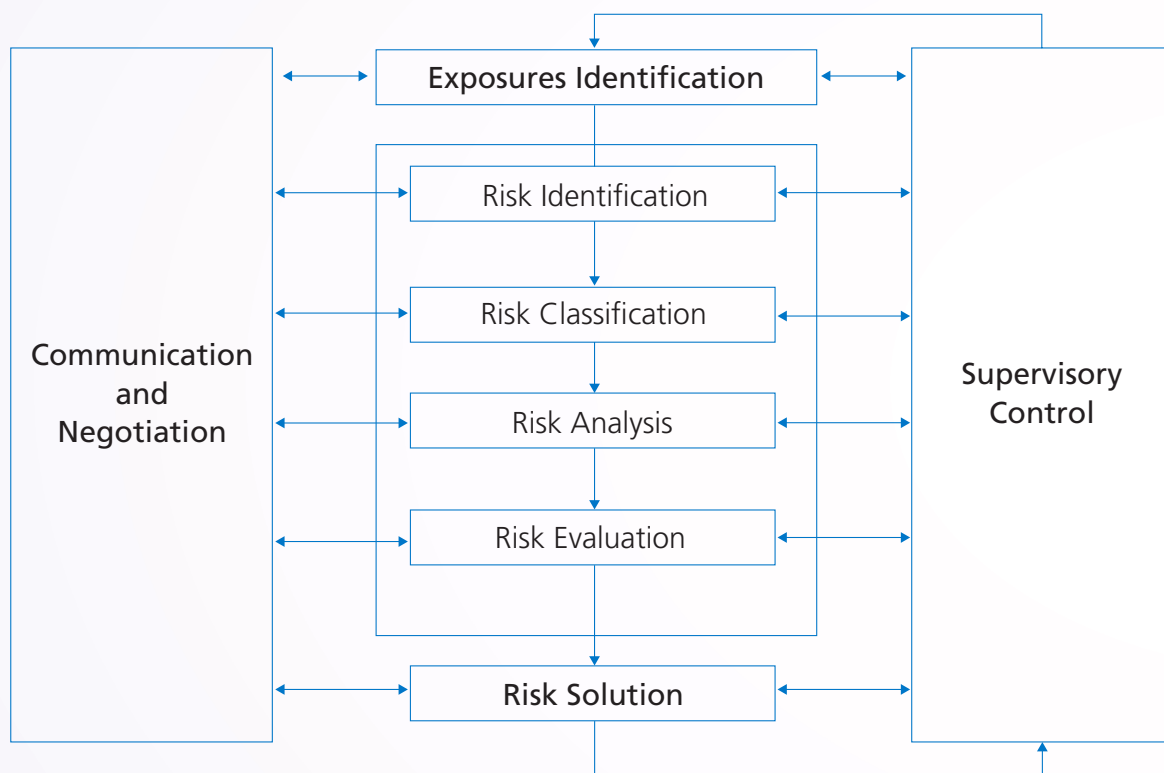 Exposures Identification
Risk Identification
Risk Classification
Communication
and
Negotiation
Supervisory
Control
Risk Analysis
Risk Evaluation
Risk Solution